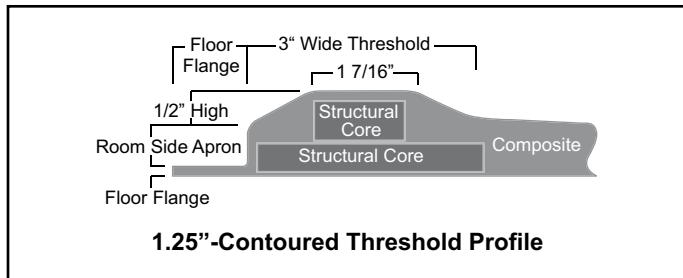 Floor
Flange
3“ Wide Threshold
1 7/16”
1/2” High
Room Side Apron
Floor Flange
Structural
Core
Structural Core
Composite
1.25”-Contoured Threshold Profile